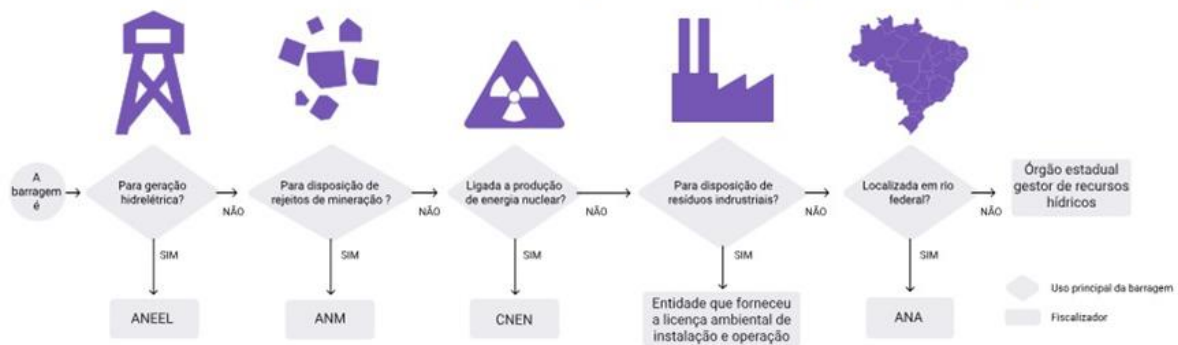 A
barragem
é
Para geração
hidrelétrica?
NÃO
SIM
ANEEL
Para disposição de
rejeitos de mineração ?
NÃO
SIM
ANM
Ligada a produção
de energia nuclear?
NÃO
SIM
CNEN
Para disposição de
resíduos indrustriais?
NÃO
SIM
Entidade que forneceu
a licença ambiental de
instalação e operação
Localizada em rio
federal?
NÃO
SIM
ANA
Órgão estadual
gestor de recursos
hídricos
Uso principal da barragem
Fiscalizador